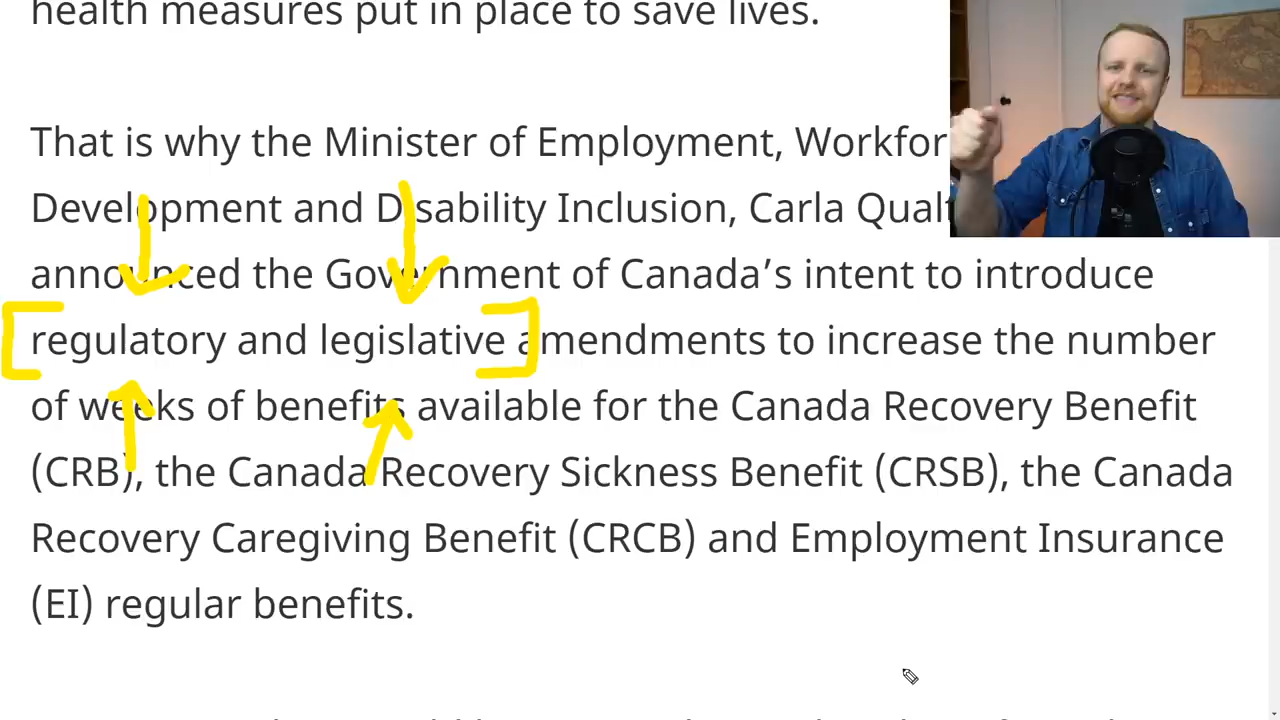 health measures put in place to save lives.
That is why the Minister of Employment,
Development and Disability Inclusion, Carla
announced the Government of Canada's intent to introduce
regulatory and legislative amendments to increase the number
of weeks of benefits available for the Canada Recovery Benefit
(CRB), the Canada Recovery Sickness Benefit (CRSB), the Canada
Recovery Caregiving Benefit (CRCB) and Employment Insurance
(EI) regular benefits.